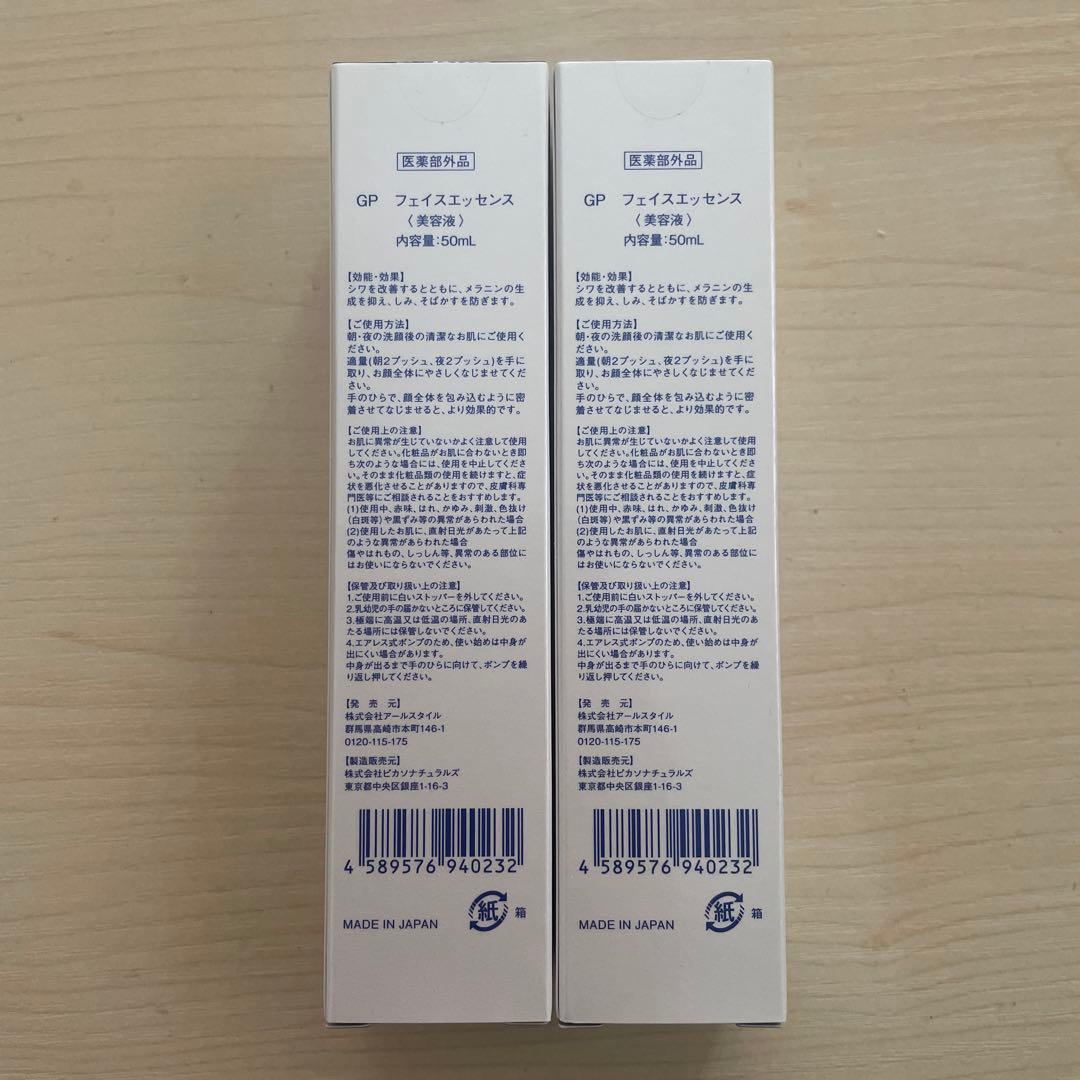 医薬部外品
GP フェイスエッセンス
〈美容液〉
内容量:50mL
【効能・効果】
シワを改善するとともに、メラニンの生
成を抑え、しみ、そばかすを防ぎます。
【ご使用方法】
朝・夜の洗顔後の清潔なお肌にご使用く
ださい。
適量(朝2プッシュ、夜2プッシュ)を手に
取り、お顔全体にやさしくなじませてくだ
さい。
手のひらで、顔全体を包み込むように密
着させてなじませると、より効果的です。
【ご使用上の注意】
お肌に異常が生じていないかよく注意して使用
してください。化粧品がお肌に合わないとき即
ち次のような場合には、使用を中止してくださ
い。そのまま化粧品類の使用を続けますと、症
状を悪化させることがありますので、皮膚科専
門医等にご相談されることをおすすめします。
(1)使用中、赤味、はれ、かゆみ、刺激、色抜け
(白斑等)や黒ずみ等の異常があらわれた場合
(2)使用したお肌に、直射日光があたって上記
のような異常があらわれた場合
傷やはれもの、しっしん等、異常のある部位に
はお使いにならないでください。
【保管及び取り扱い上の注意】
1.ご使用前に白いストッパーを外してください。
2.乳幼児の手の届かないところに保管してください。
3.極端に高温又は低温の場所、直射日光のあ
たる場所には保管しないでください。
4.エアレス式ポンプのため、使い始めは中身が
出にくい場合があります。
中身が出るまで手のひらに向けて、ポンプを繰
り返し押してください。
【発 売 元】
株式会社アールスタイル
群馬県高崎市本町146-1
0120-115-175
【製造販売元】
株式会社ピカソナチュラルズ
東京都中央区銀座1-16-3
4 589576 940232
紙 箱
MADE IN JAPAN
医薬部外品
GP フェイスエッセンス
〈美容液〉
内容量:50mL
【効能・効果】
シワを改善するとともに、メラニンの生
成を抑え、しみ、そばかすを防ぎます。
【ご使用方法】
朝・夜の洗顔後の清潔なお肌にご使用く
ださい。
適量(朝2プッシュ、夜2プッシュ)を手に
取り、お顔全体にやさしくなじませてくだ
さい。
手のひらで、顔全体を包み込むように密
着させてなじませると、より効果的です。
【ご使用上の注意】
お肌に異常が生じていないかよく注意して使用
してください。化粧品がお肌に合わないとき即
ち次のような場合には、使用を中止してくださ
い。そのまま化粧品類の使用を続けますと、症
状を悪化させることがありますので、皮膚科専
門医等にご相談されることをおすすめします。
(1)使用中、赤味、はれ、かゆみ、刺激、色抜け
(白斑等)や黒ずみ等の異常があらわれた場合
(2)使用したお肌に、直射日光があたって上記
のような異常があらわれた場合
傷やはれもの、しっしん等、異常のある部位に
はお使いにならないでください。
【保管及び取り扱い上の注意】
1.ご使用前に白いストッパーを外してください。
2.乳幼児の手の届かないところに保管してください。
3.極端に高温又は低温の場所、直射日光のあ
たる場所には保管しないでください。
4.エアレス式ポンプのため、使い始めは中身が
出にくい場合があります。
中身が出るまで手のひらに向けて、ポンプを繰
り返し押してください。
【発 売 元】
株式会社アールスタイル
群馬県高崎市本町146-1
0120-115-175
【製造販売元】
株式会社ピカソナチュラルズ
東京都中央区銀座1-16-3
4 589576 940232
紙 箱
MADE IN JAPAN